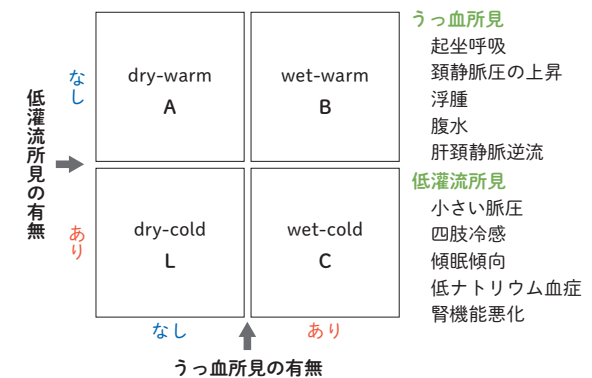 うっ血所見
起坐呼吸
頚静脈圧の上昇
浮腫
腹水
肝頚静脈逆流
低灌流所見
小さい脈圧
四肢冷感
傾眠傾向
低ナトリウム血症
腎機能悪化
低灌流所見の有無
なし
あり
dry-warm
A
wet-warm
B
dry-cold
L
wet-cold
C
なし
あり
うっ血所見の有無